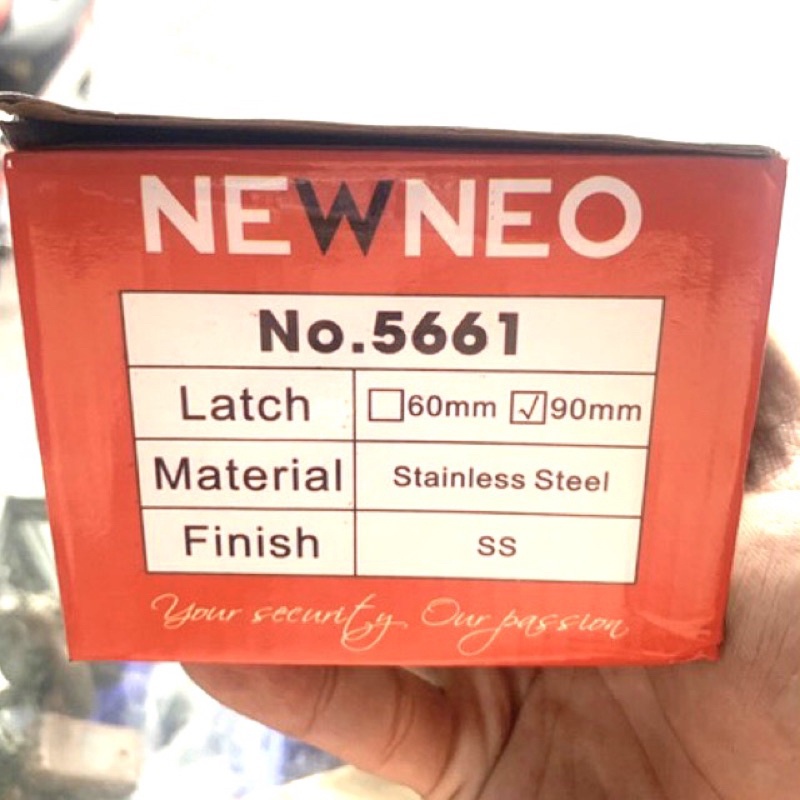 NEWNEO
No.5661
Latch ☐60mm ☑90mm
Material Stainless Steel
Finish SS
Your security Our passion